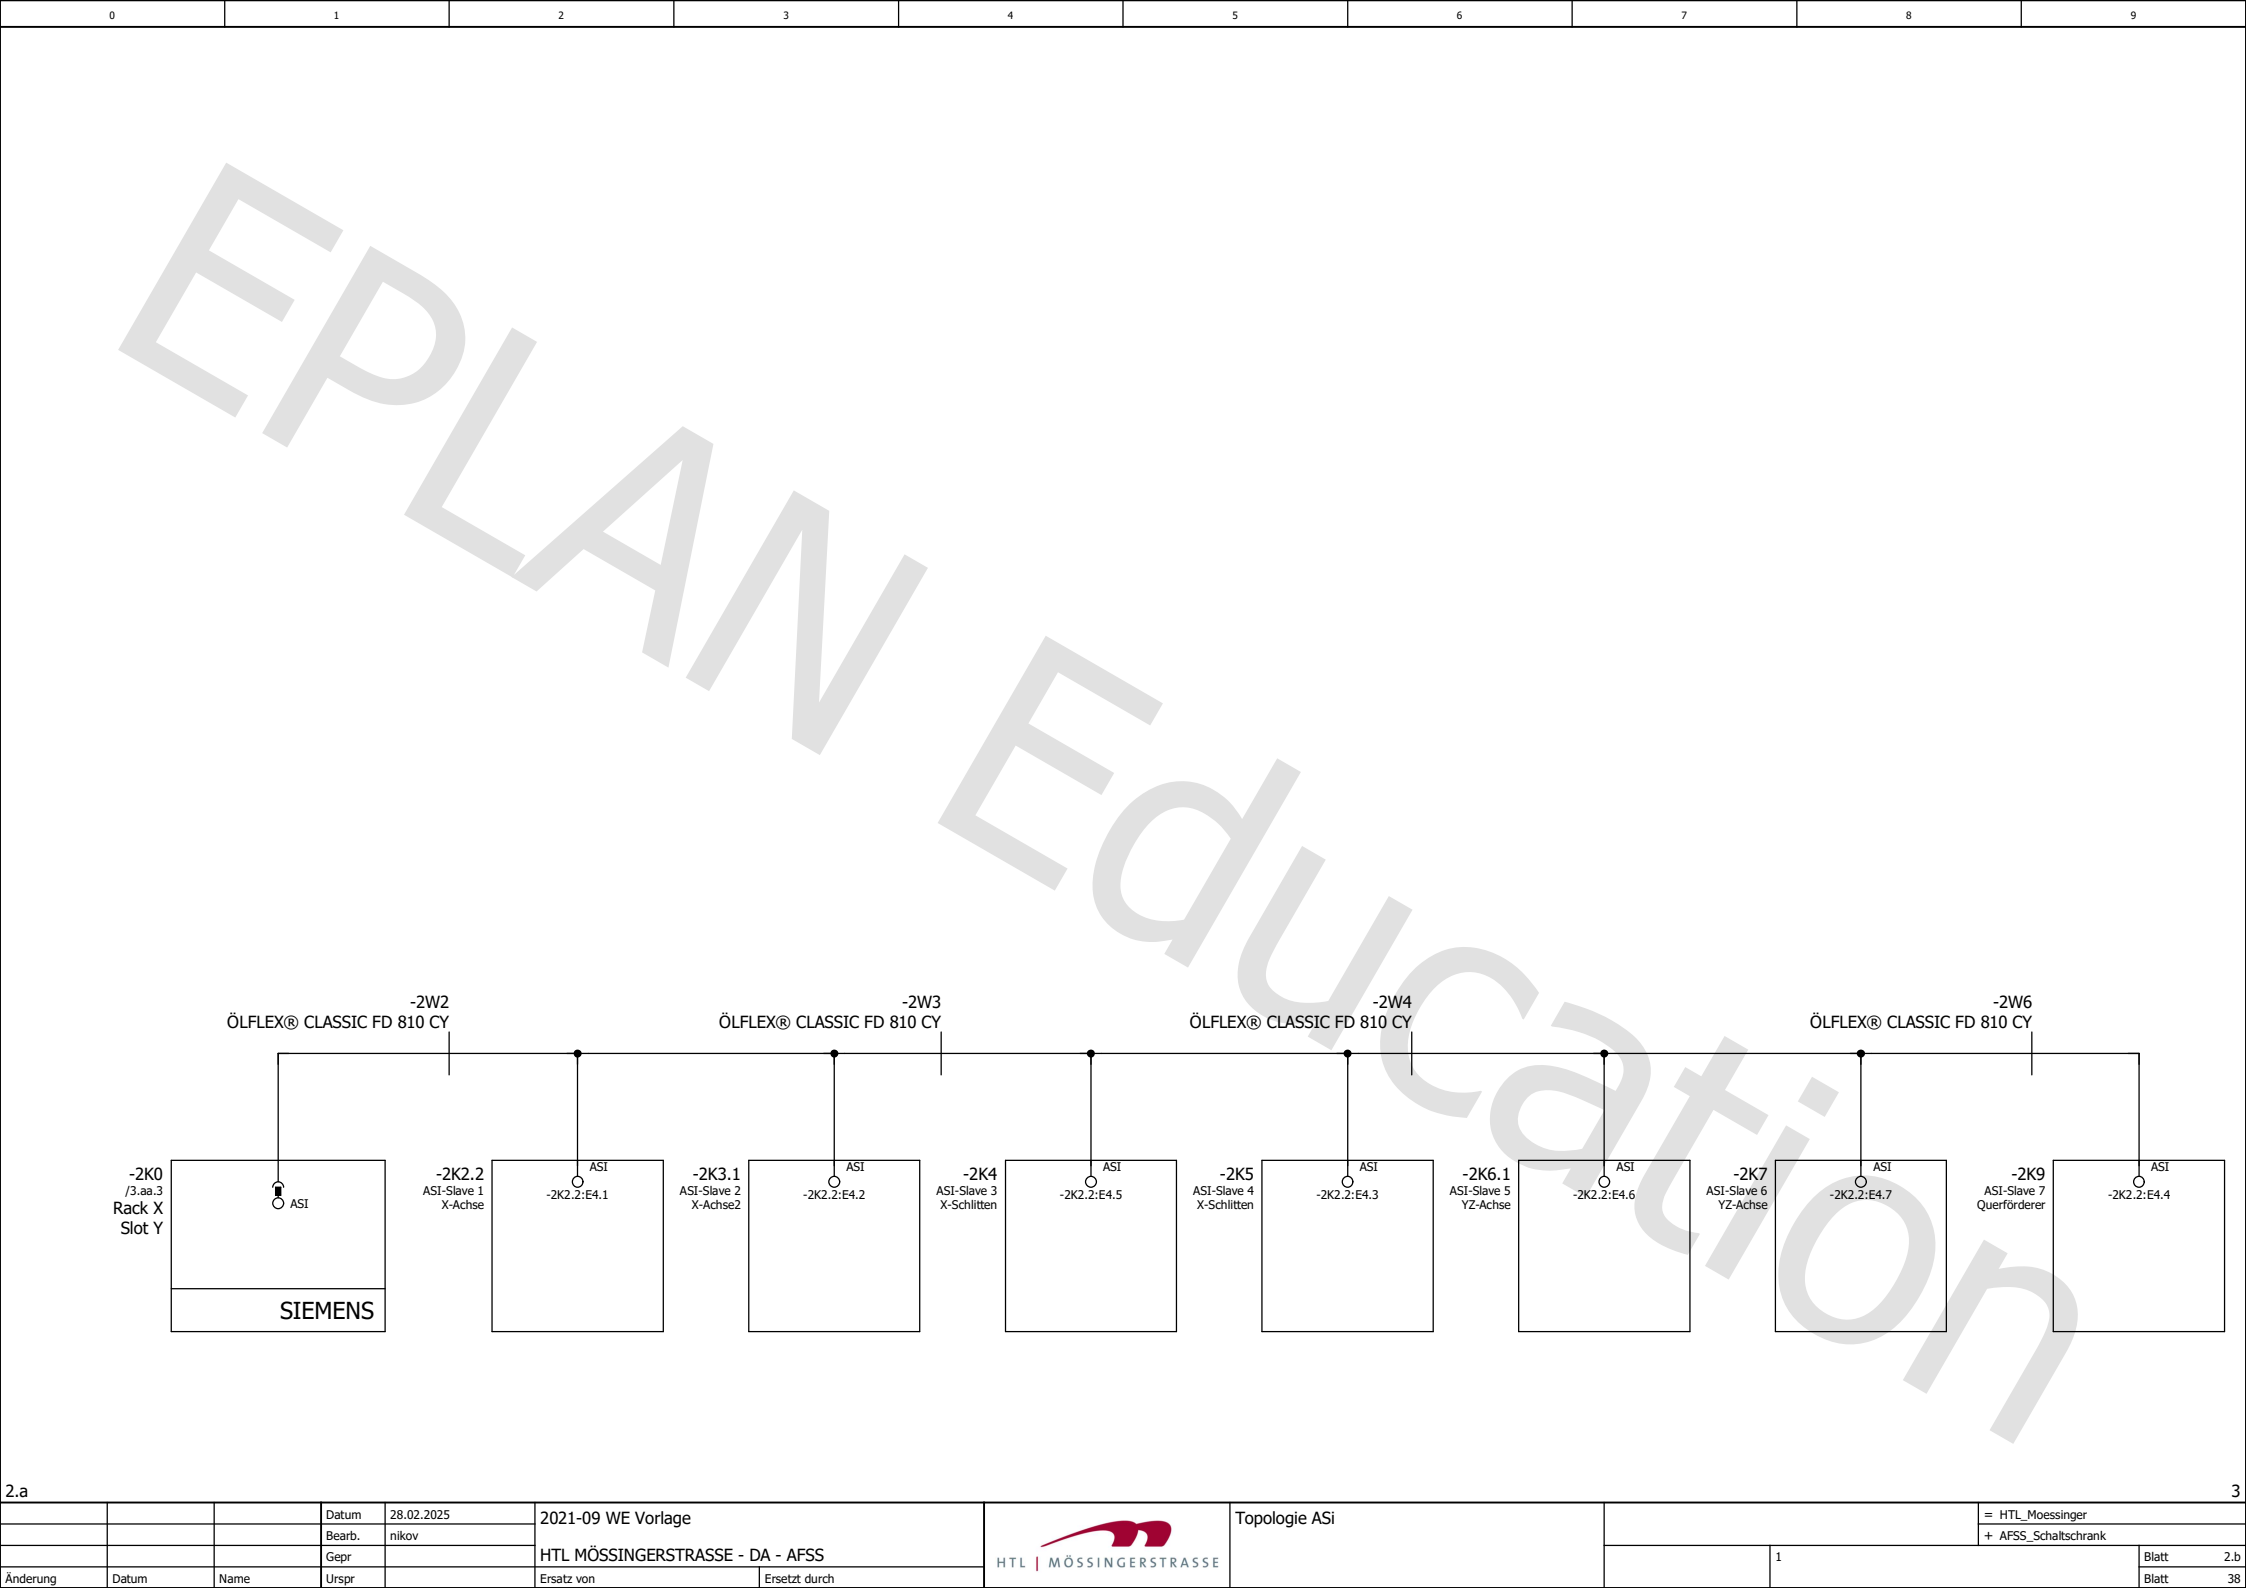 0 1 2 3 4 5 6 7 8 9
EPLAN Education
-2W2
ÖLFLEX® CLASSIC FD 810 CY
-2W3
ÖLFLEX® CLASSIC FD 810 CY
-2W4
ÖLFLEX® CLASSIC FD 810 CY
-2W6
ÖLFLEX® CLASSIC FD 810 CY
-2K0
/3.aa.3
Rack X
Slot Y
ASI
SIEMENS
-2K2.2
ASI-Slave 1
X-Achse
ASI
-2K2.2:E4.1
-2K3.1
ASI-Slave 2
X-Achse2
ASI
-2K2.2:E4.2
-2K4
ASI-Slave 3
X-Schlitten
ASI
-2K2.2:E4.5
-2K5
ASI-Slave 4
X-Schlitten
ASI
-2K2.2:E4.3
-2K6.1
ASI-Slave 5
YZ-Achse
ASI
-2K2.2:E4.6
-2K7
ASI-Slave 6
YZ-Achse
ASI
-2K2.2:E4.7
-2K9
ASI-Slave 7
Querförderer
ASI
-2K2.2:E4.4
2.a
3
Datum 28.02.2025
Bearb. nikov
Gepr
Änderung Datum Name Urspr
2021-09 WE Vorlage
HTL MÖSSINGERSTRASSE - DA - AFSS
Ersatz von Ersetzt durch
HTL | MÖSSINGERSTRASSE
Topologie ASi
= HTL_Moessinger
+ AFSS_Schaltschrank
1
Blatt 2.b
Blatt 38